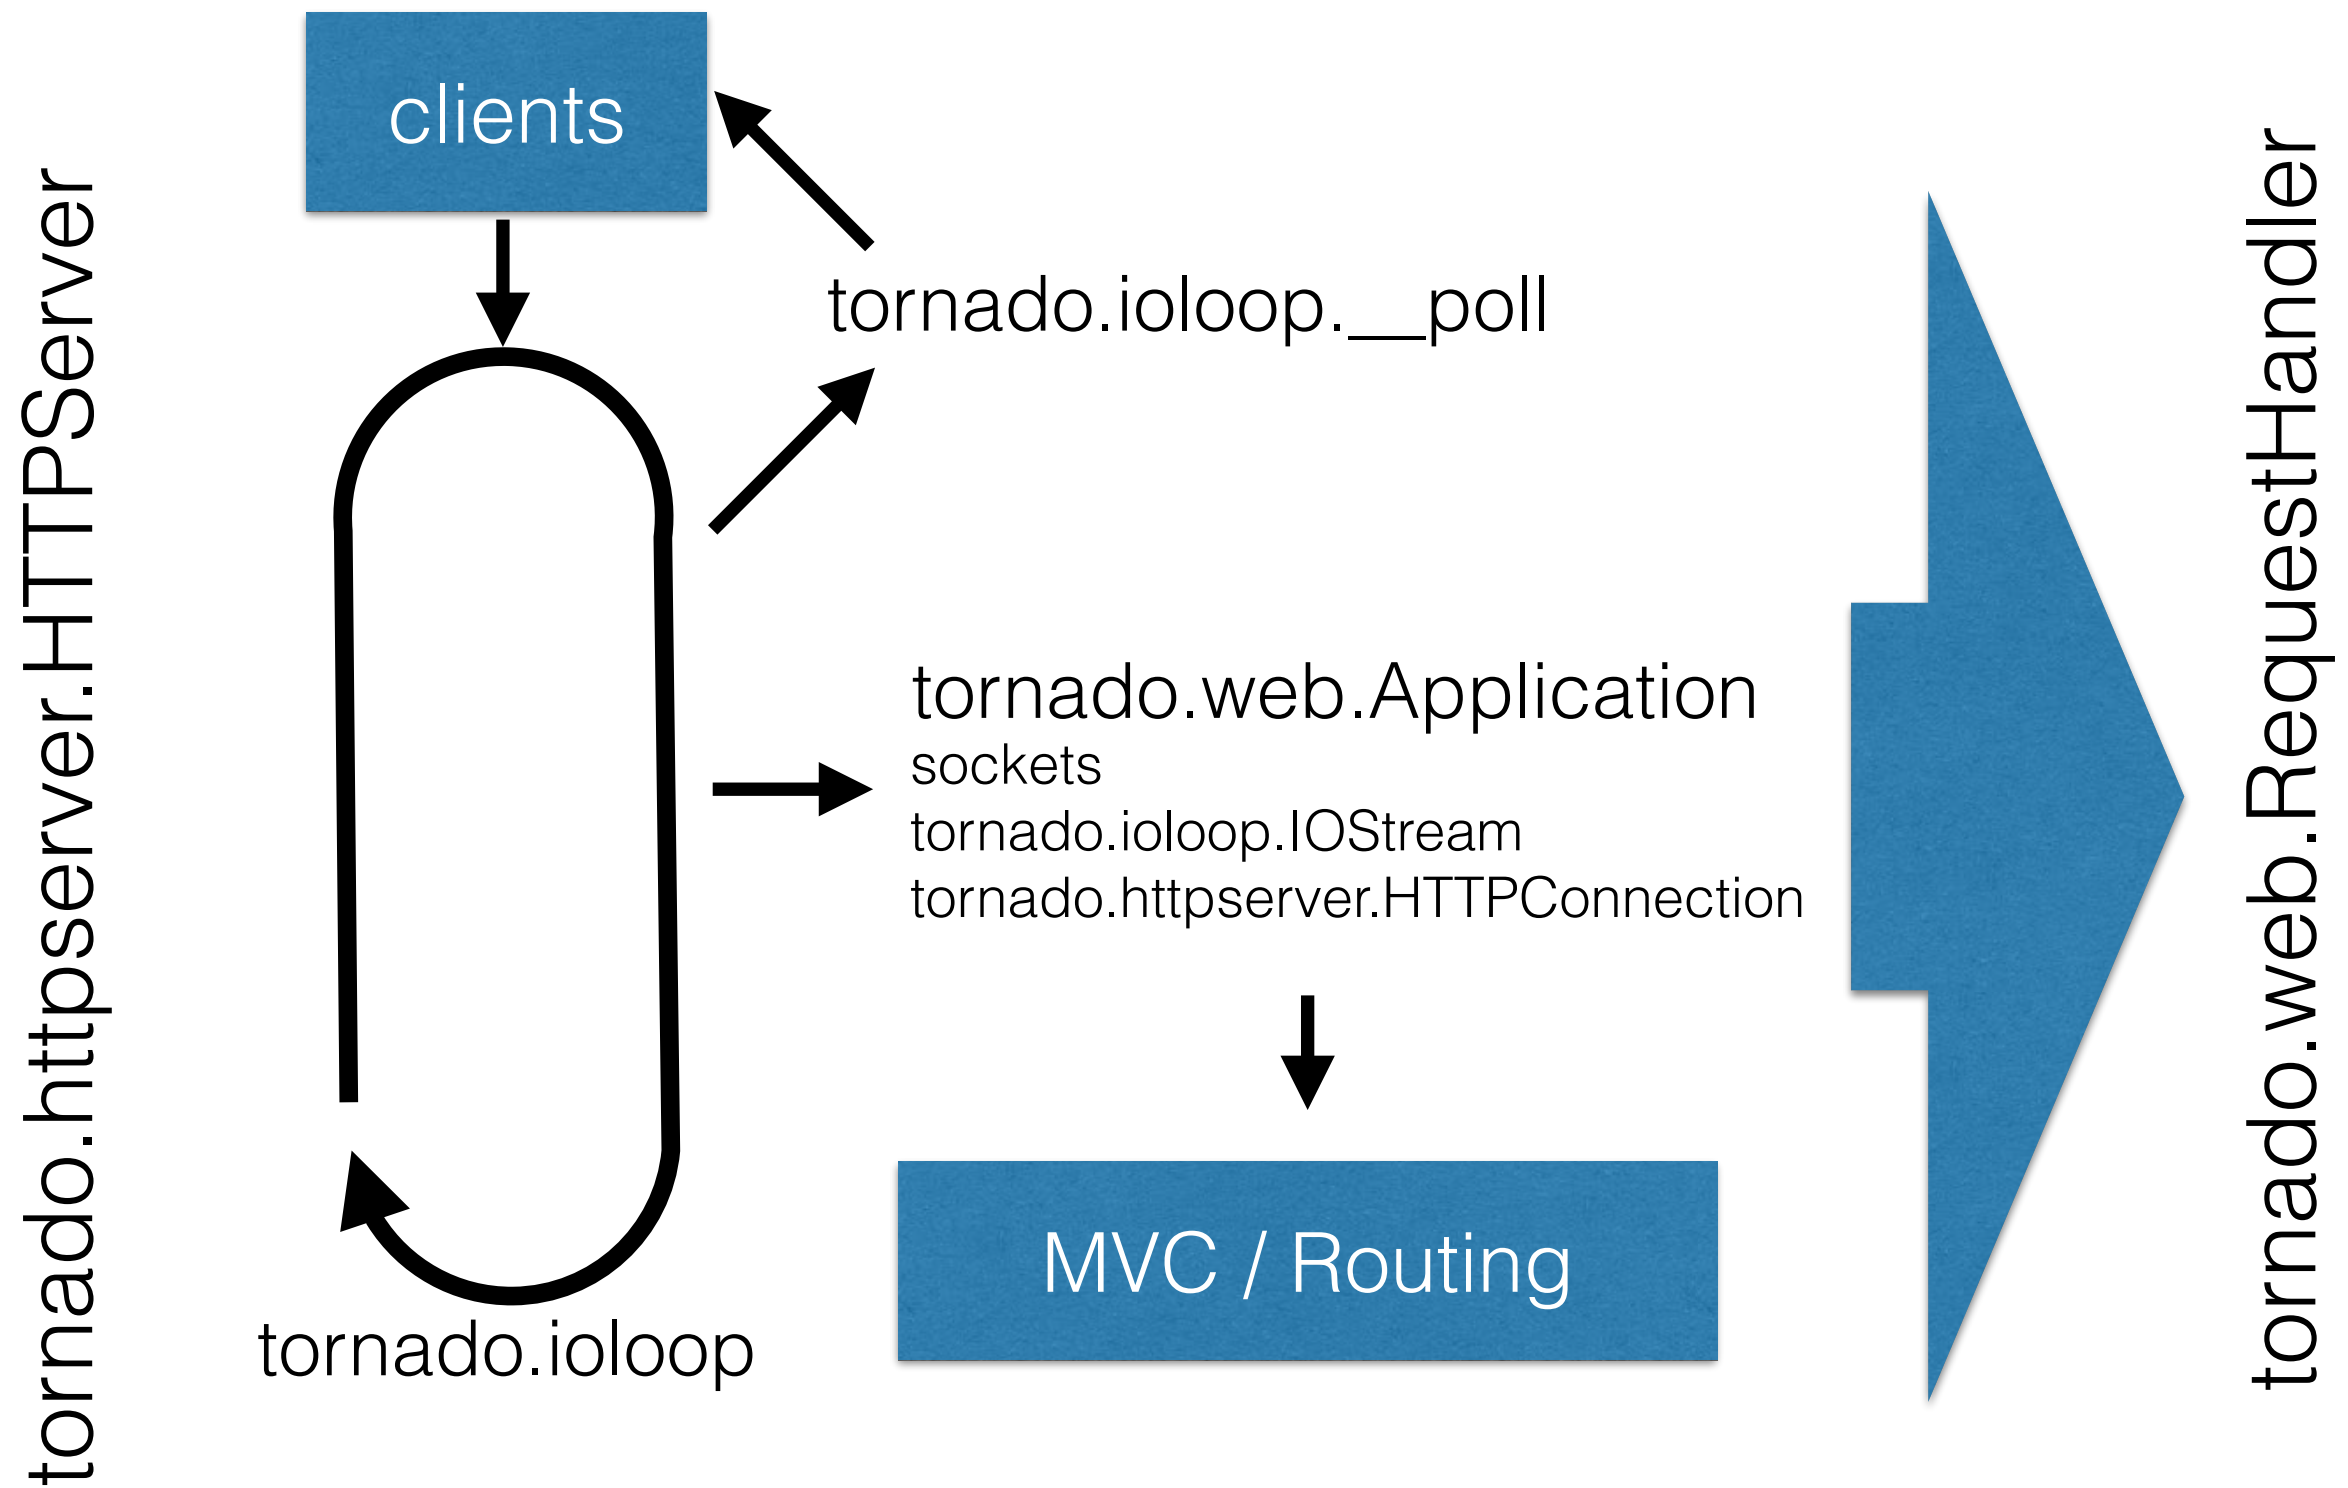 tornado.httpserver.HTTPServer
clients
tornado.ioloop.__poll
tornado.web.Application
sockets
tornado.ioloop.IOStream
tornado.httpserver.HTTPConnection
MVC / Routing
tornado.ioloop
tornado.web.RequestHandler